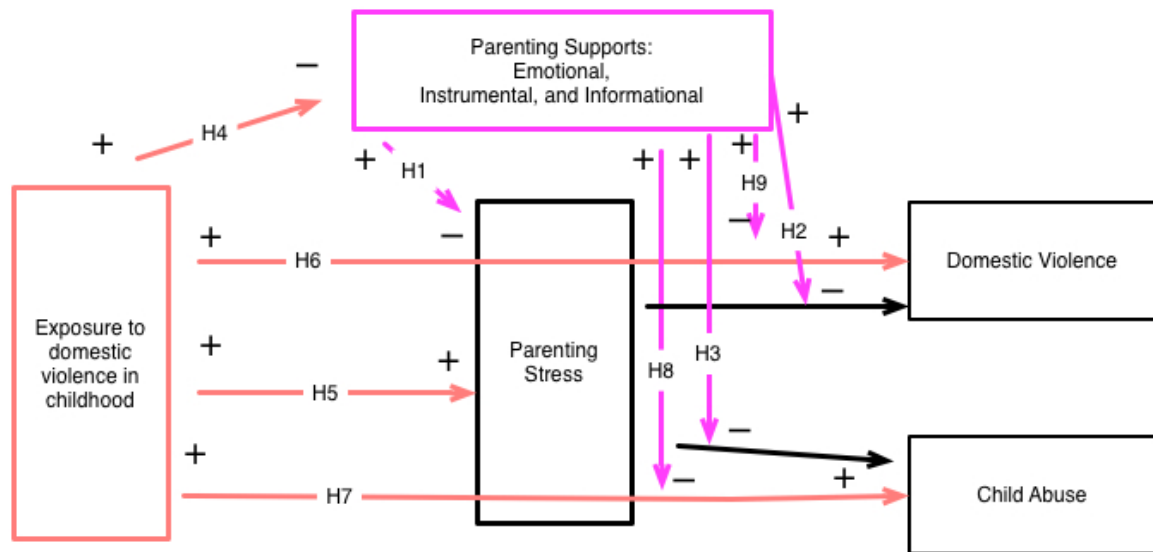 Parenting Supports:
Emotional,
Instrumental, and Informational
−
+
+
H4
+
H1
+
+
+
H9
−
−
H2
+
+
H6
Domestic Violence
−
Exposure to
domestic
violence in
childhood
+
+
H5
Parenting
Stress
H8
H3
−
+
H7
−
+
Child Abuse